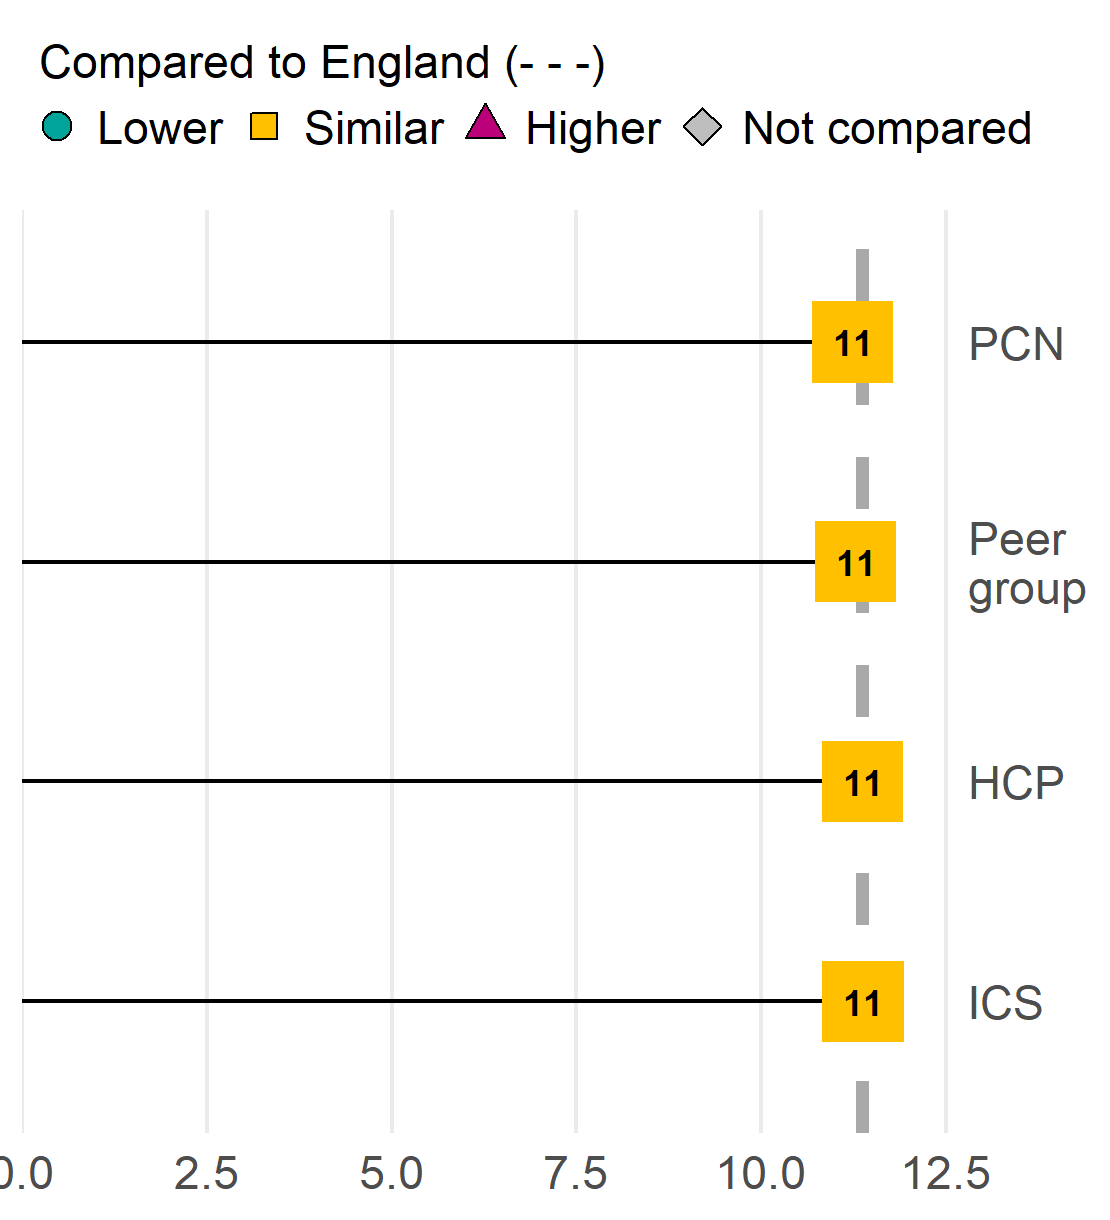 Compared to England (- - -)
Lower Similar Higher Not compared
11 PCN
11 Peer
group
11 HCP
11 ICS
0.0 2.5 5.0 7.5 10.0 12.5